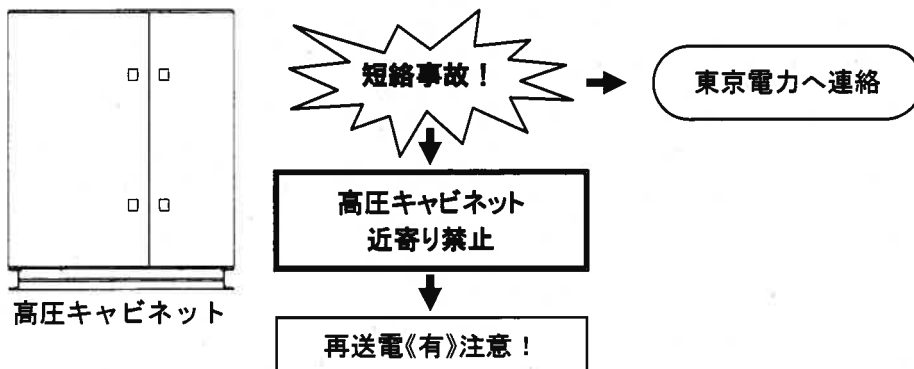 短絡事故！
東京電力へ連絡
高圧キャビネット
近寄り禁止
高圧キャビネット
再送電《有》注意！